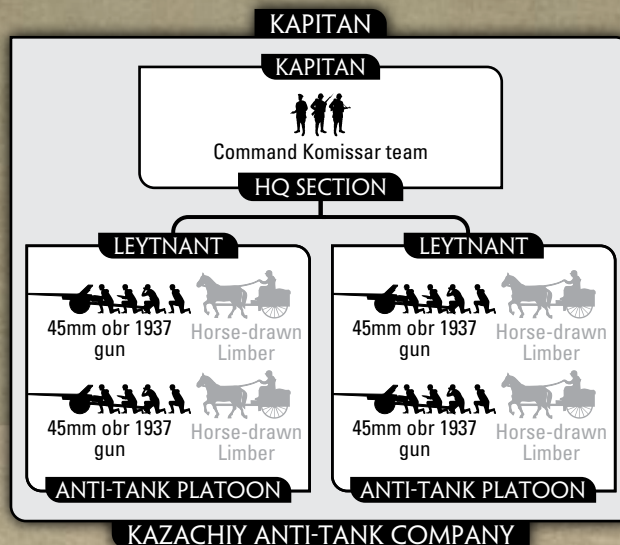 KAPITAN
KAPITAN
Command Komissar team
HQ SECTION
LEYTNANT
45mm obr 1937
gun
Horse-drawn
Limber
45mm obr 1937
gun
Horse-drawn
Limber
ANTI-TANK PLATOON
LEYTNANT
45mm obr 1937
gun
Horse-drawn
Limber
45mm obr 1937
gun
Horse-drawn
Limber
ANTI-TANK PLATOON
KAZACHIY ANTI-TANK COMPANY